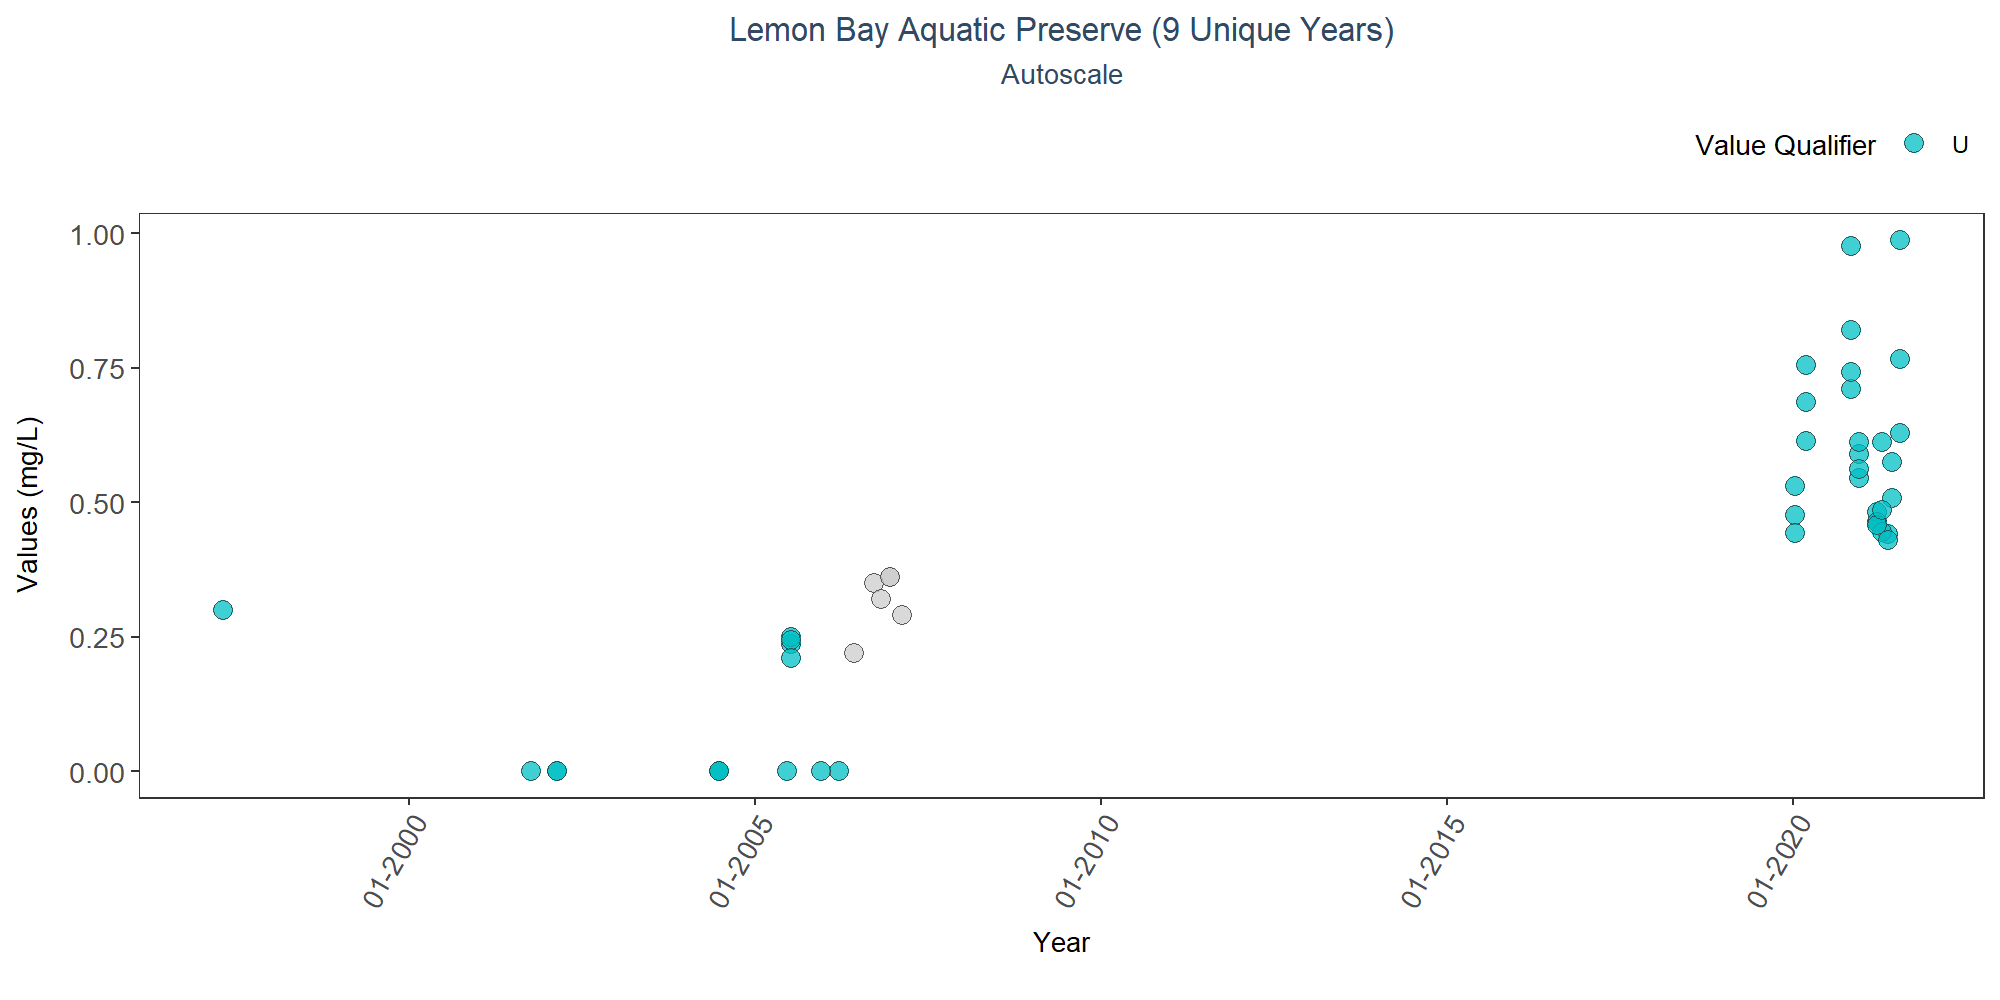 Lemon Bay Aquatic Preserve (9 Unique Years)
Autoscale
Value Qualifier U
1.00
0.75
0.50
0.25
0.00
Values (mg/L)
01-2000
01-2005
01-2010
01-2015
01-2020
Year